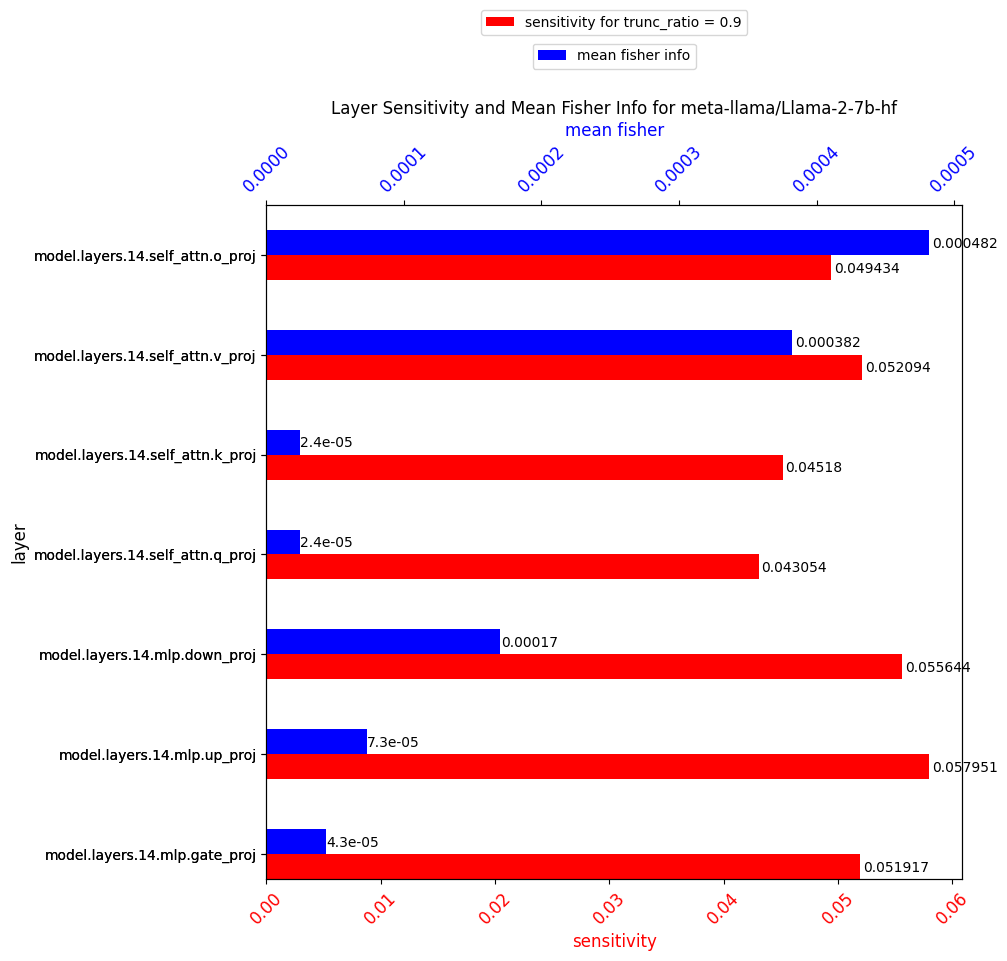 sensitivity for trunc_ratio = 0.9
mean fisher info
Layer Sensitivity and Mean Fisher Info for meta-llama/Llama-2-7b-hf
mean fisher
0.0000 0.0001 0.0002 0.0003 0.0004 0.0005
model.layers.14.self_attn.o_proj
0.000482
0.049434
model.layers.14.self_attn.v_proj
0.000382
0.052094
model.layers.14.self_attn.k_proj
2.4e-05
0.04518
layer
model.layers.14.self_attn.q_proj
2.4e-05
0.043054
model.layers.14.mlp.down_proj
0.00017
0.055644
model.layers.14.mlp.up_proj
7.3e-05
0.057951
model.layers.14.mlp.gate_proj
4.3e-05
0.051917
0.00 0.01 0.02 0.03 0.04 0.05 0.06
sensitivity